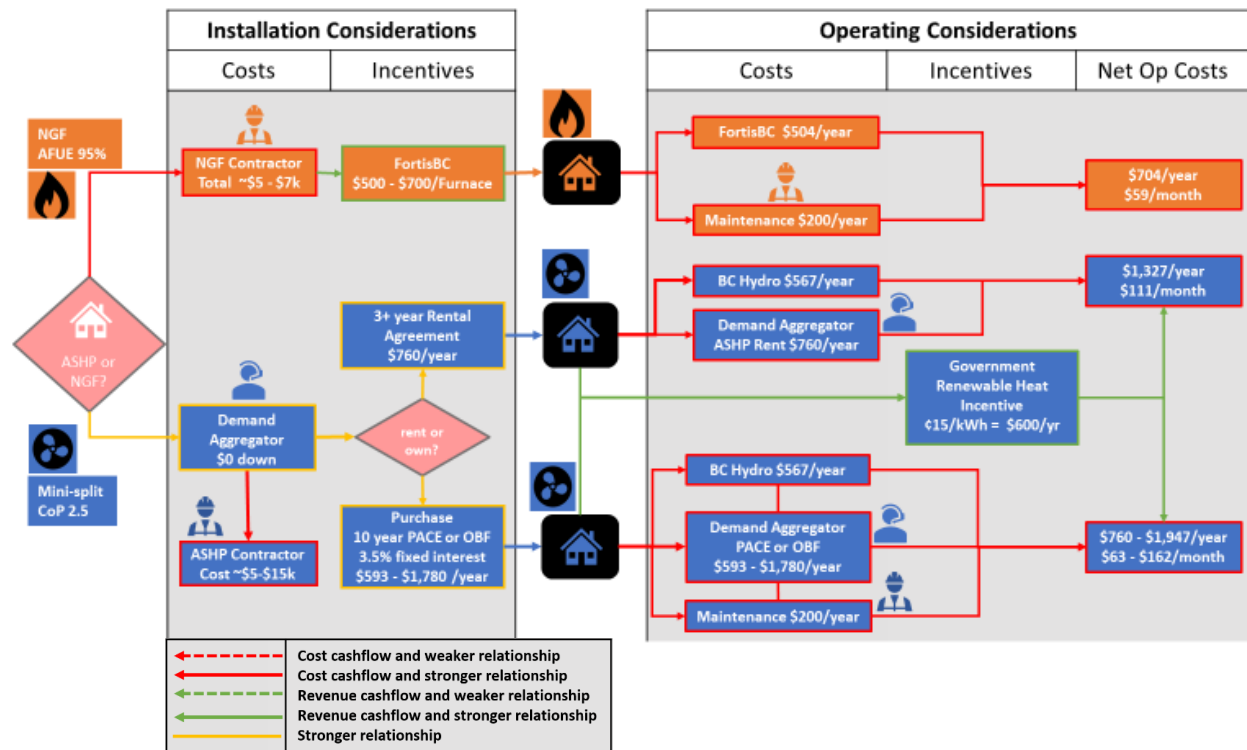 Installation Considerations
Costs
Incentives
Operating Considerations
Costs
Incentives
Net Op Costs
NGF
AFUE 95%
NGF Contractor
Total ~$5 - $7k
FortisBC
$500 - $700/Furnace
FortisBC $504/year
Maintenance $200/year
$704/year
$59/month
ASHP or
NGF?
Mini-split
CoP 2.5
Demand
Aggregator
$0 down
ASHP Contractor
Cost ~$5-$15k
3+ year Rental
Agreement
$760/year
rent or
own?
Purchase
10 year PACE or OBF
3.5% fixed interest
$593 - $1,780 /year
BC Hydro $567/year
Demand Aggregator
ASHP Rent $760/year
$1,327/year
$111/month
Government
Renewable Heat
Incentive
¢15/kWh = $600/yr
BC Hydro $567/year
Demand Aggregator
PACE or OBF
$593 - $1,780/year
Maintenance $200/year
$760 - $1,947/year
$63 - $162/month
Cost cashflow and weaker relationship
Cost cashflow and stronger relationship
Revenue cashflow and weaker relationship
Revenue cashflow and stronger relationship
Stronger relationship